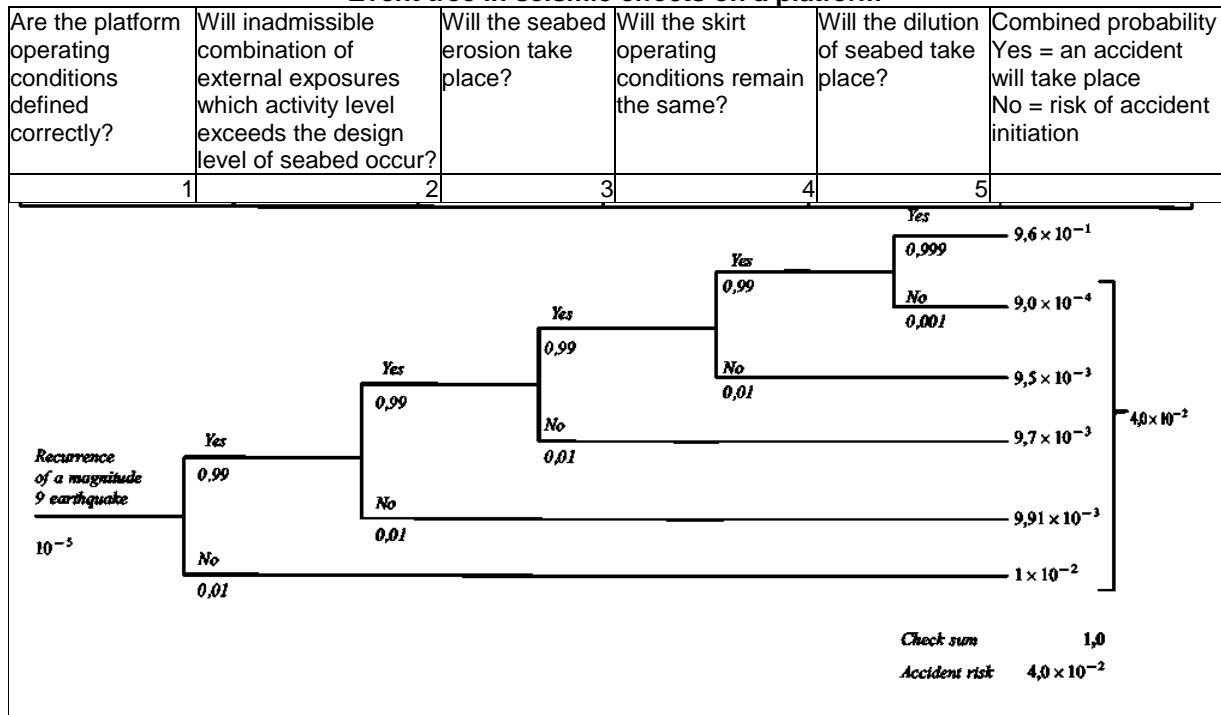 Event tree in seismic effects on a platform
Are the platform
operating
conditions
defined
correctly?
Will inadmissible
combination of
external exposures
which activity level
exceeds the design
level of seabed occur?
Will the seabed
erosion take
place?
Will the skirt
operating
conditions remain
the same?
Will the dilution
of seabed take
place?
Combined probability
Yes = an accident
will take place
No = risk of accident
initiation
1
2
3
4
5
Yes
0,999
9,6 × 10⁻¹
Yes
0,99
No
0,001
9,0 × 10⁻⁴
Yes
0,99
No
0,01
9,5 × 10⁻³
Yes
0,99
No
0,01
9,7 × 10⁻³
4,0 × 10⁻²
Recurrence
of a magnitude
9 earthquake
10⁻⁵
Yes
0,99
No
0,01
9,91 × 10⁻³
No
0,01
1 × 10⁻²
Check sum 1,0
Accident risk 4,0 × 10⁻²